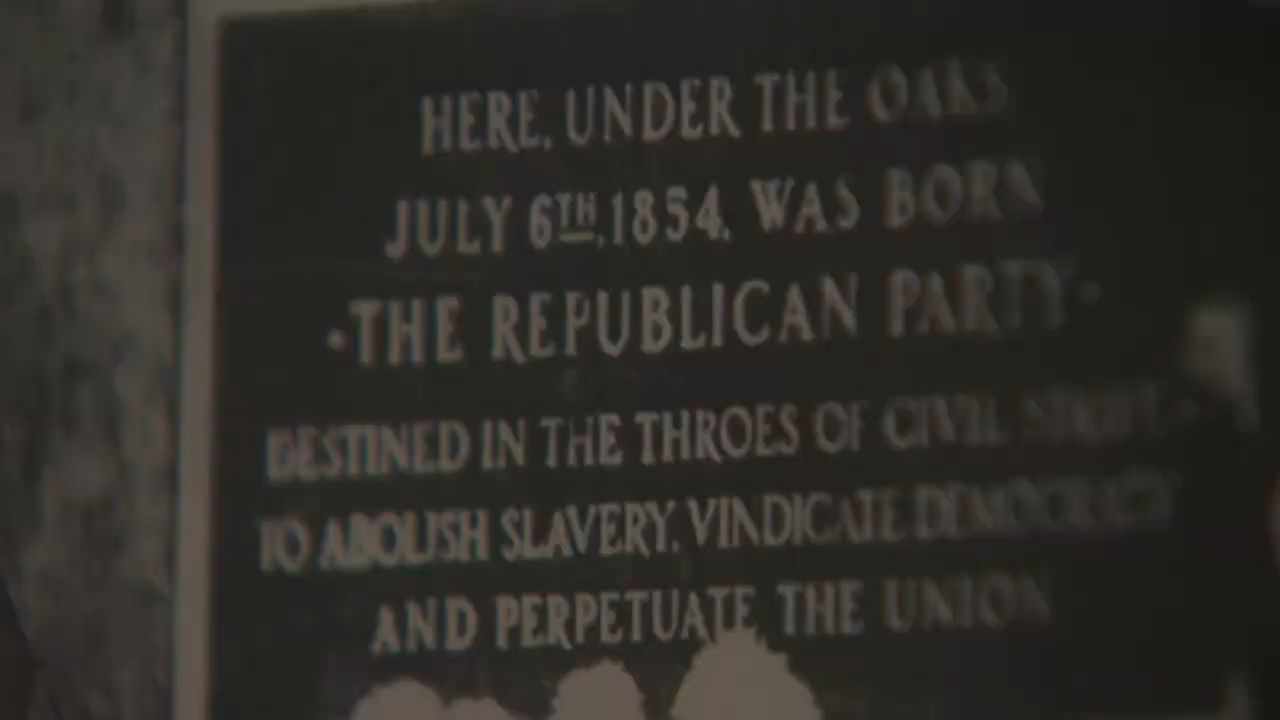 HERE, UNDER THE OAKS
JULY 6TH, 1854, WAS BORN
·THE REPUBLICAN PARTY·
DESTINED IN THE THROES OF CIVIL STRIFE
TO ABOLISH SLAVERY, VINDICATE DEMOCRACY
AND PERPETUATE THE UNION